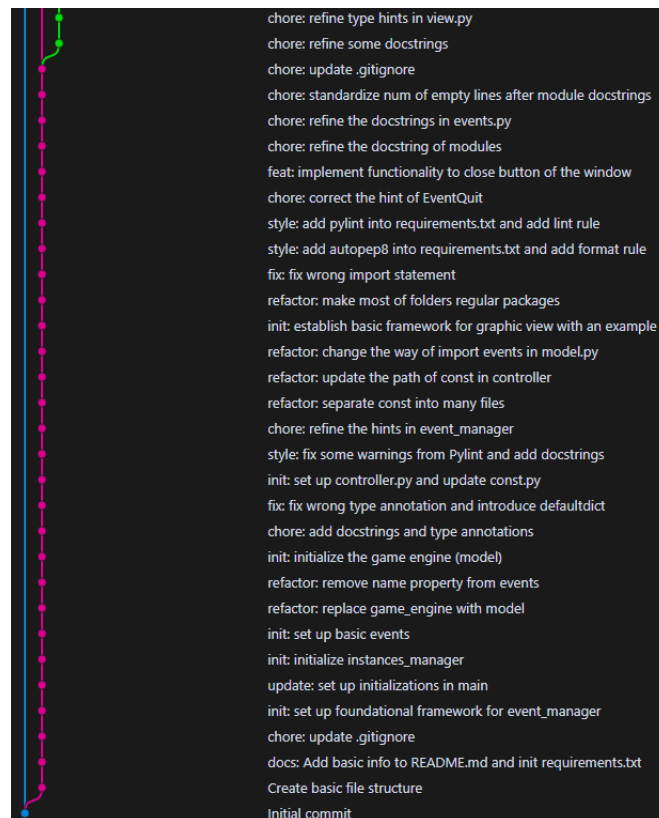 chore: refine type hints in view.py
chore: refine some docstrings
chore: update .gitignore
chore: standardize num of empty lines after module docstrings
chore: refine the docstrings in events.py
chore: refine the docstring of modules
feat: implement functionality to close button of the window
chore: correct the hint of EventQuit
style: add pylint into requirements.txt and add lint rule
style: add autopep8 into requirements.txt and add format rule
fix: fix wrong import statement
refactor: make most of folders regular packages
init: establish basic framework for graphic view with an example
refactor: change the way of import events in model.py
refactor: update the path of const in controller
refactor: separate const into many files
chore: refine the hints in event_manager
style: fix some warnings from Pylint and add docstrings
init: set up controller.py and update const.py
fix: fix wrong type annotation and introduce defaultdict
chore: add docstrings and type annotations
init: initialize the game engine (model)
refactor: remove name property from events
refactor: replace game_engine with model
init: set up basic events
init: initialize instances_manager
update: set up initializations in main
init: set up foundational framework for event_manager
chore: update .gitignore
docs: Add basic info to README.md and init requirements.txt
Create basic file structure
Initial commit